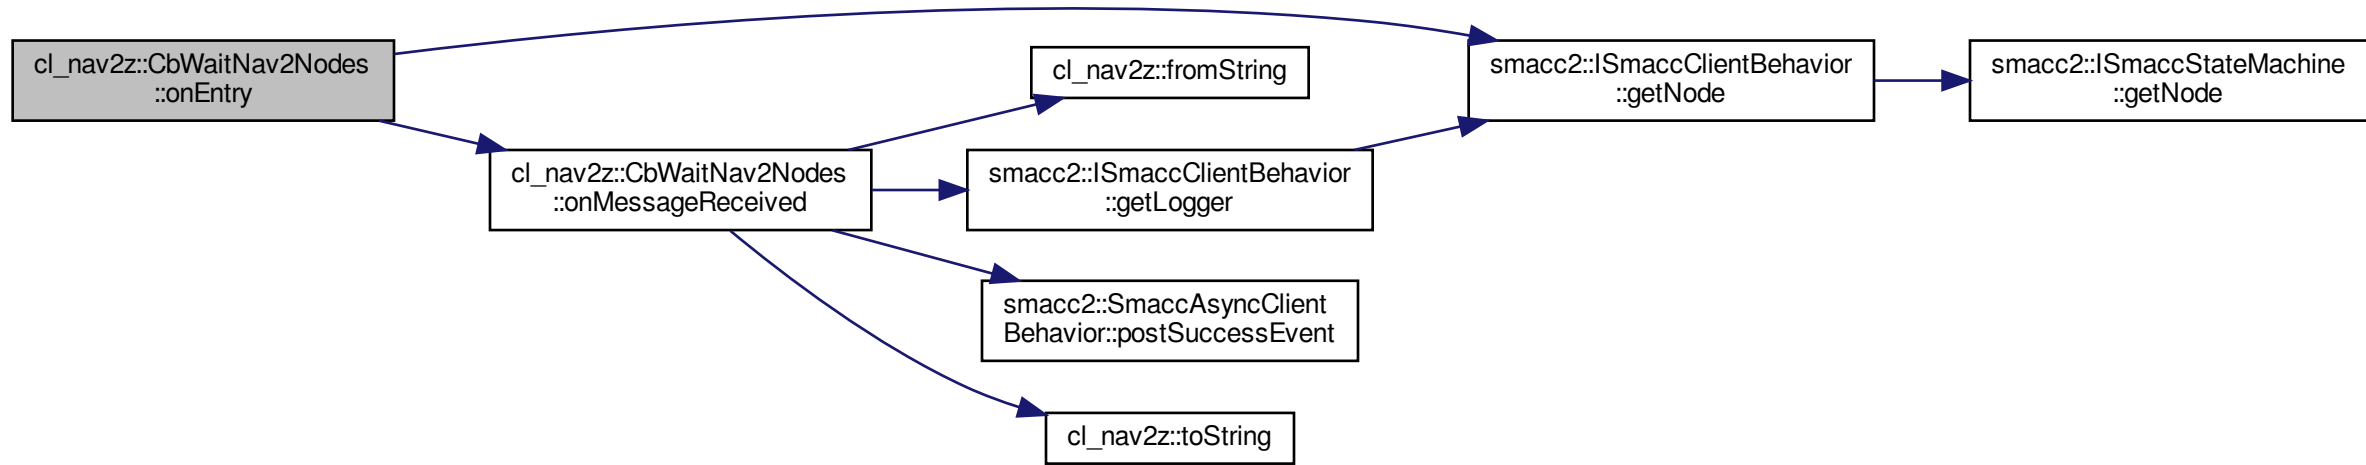 cl_nav2z::CbWaitNav2Nodes
::onEntry
cl_nav2z::CbWaitNav2Nodes
::onMessageReceived
cl_nav2z::fromString
smacc2::ISmaccClientBehavior
::getLogger
smacc2::SmaccAsyncClient
Behavior::postSuccessEvent
cl_nav2z::toString
smacc2::ISmaccClientBehavior
::getNode
smacc2::ISmaccStateMachine
::getNode